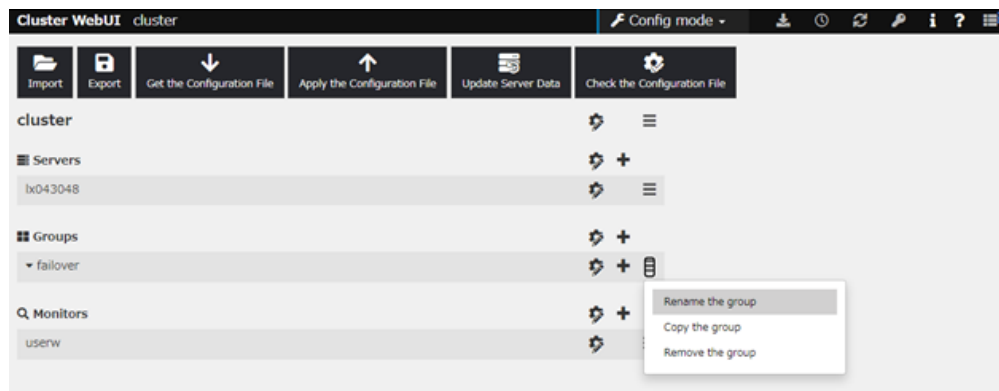 Cluster WebUI cluster Config mode
Import Export Get the Configuration File Apply the Configuration File Update Server Data Check the Configuration File
cluster
Servers
lx043048
Groups
failover
Rename the group
Monitors
Copy the group
userw
Remove the group